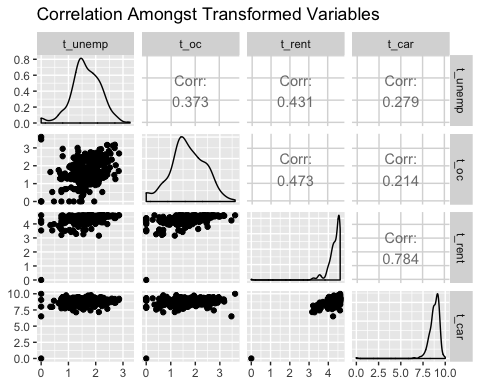 Correlation Amongst Transformed Variables
t_unemp t_oc t_rent t_car
0.8
0.6
0.4
0.2
0.0
Corr:
0.373
Corr:
0.431
Corr:
0.279
t_unemp
3
2
1
0
Corr:
0.473
Corr:
0.214
t_oc
4
3
2
1
0
Corr:
0.784
t_rent
10.0
7.5
5.0
2.5
0.0
t_car
0 1 2 3 0 1 2 3 0 1 2 3 4 0.0 2.5 5.0 7.5 10.0